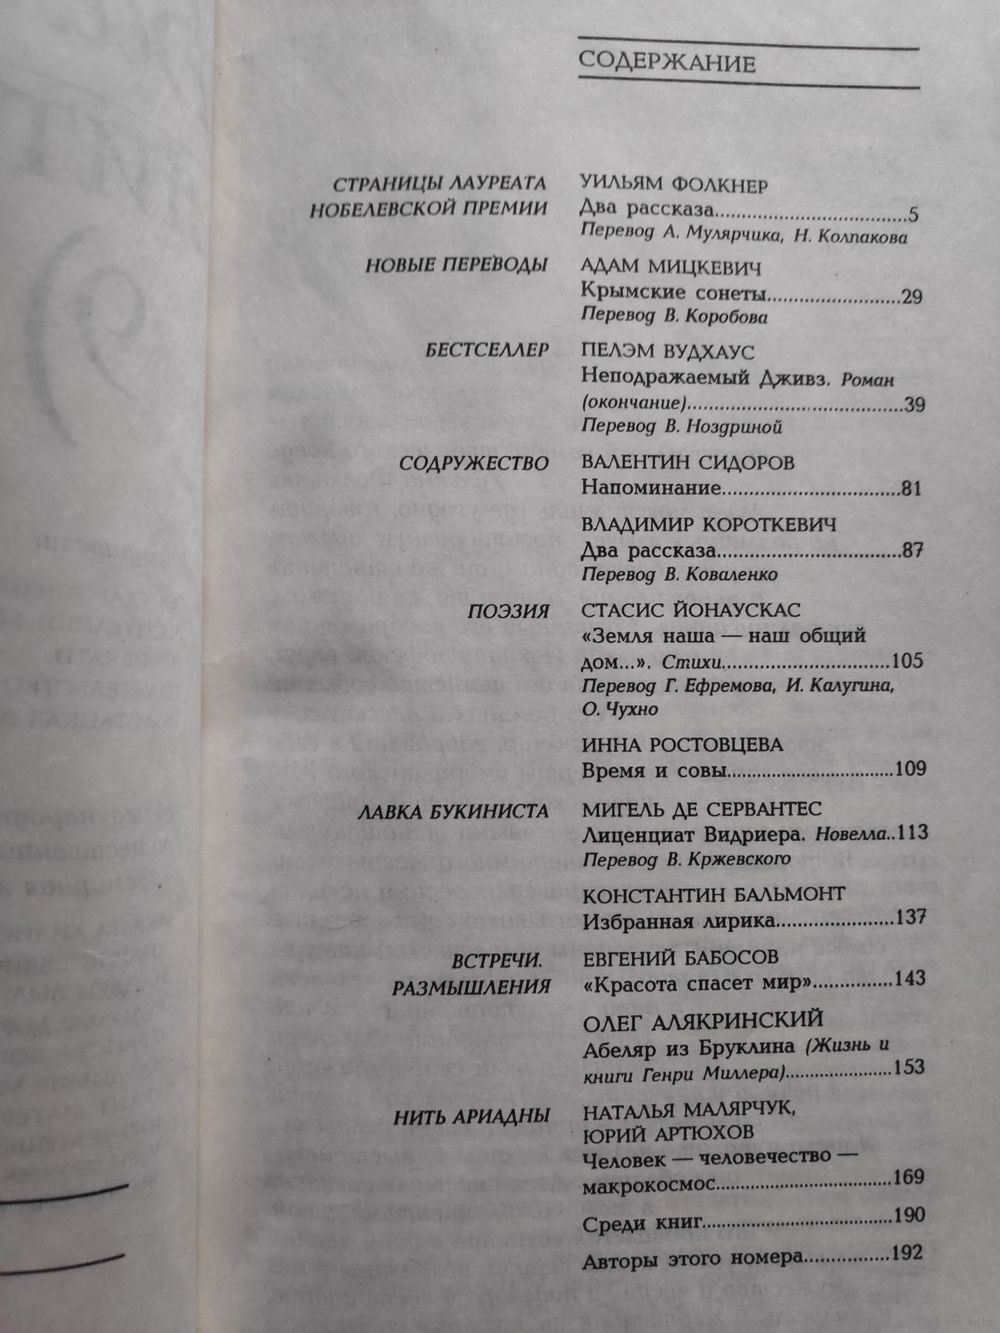 СОДЕРЖАНИЕ
СТРАНИЦЫ ЛАУРЕАТА
НОБЕЛЕВСКОЙ ПРЕМИИ
УИЛЬЯМ ФОЛКНЕР
Два рассказа..................................5
Перевод А. Мулярчика, Н. Колпакова
НОВЫЕ ПЕРЕВОДЫ
АДАМ МИЦКЕВИЧ
Крымские сонеты........................29
Перевод В. Коробова
БЕСТСЕЛЛЕР
ПЕЛЭМ ВУДХАУС
Неподражаемый Дживз. Роман
(окончание)......................................39
Перевод В. Ноздриной
СОДРУЖЕСТВО
ВАЛЕНТИН СИДОРОВ
Напоминание................................81
ВЛАДИМИР КОРОТКЕВИЧ
Два рассказа.................................87
Перевод В. Коваленко
ПОЭЗИЯ
СТАСИС ЙОНАУСКАС
«Земля наша — наш общий
дом...». Стихи..............................105
Перевод Г. Ефремова, И. Калугина,
О. Чухно
ИННА РОСТОВЦЕВА
Время и совы..............................109
ЛАВКА БУКИНИСТА
МИГЕЛЬ ДЕ СЕРВАНТЕС
Лиценциат Видриера. Новелла..113
Перевод В. Кржевского
КОНСТАНТИН БАЛЬМОНТ
Избранная лирика.....................137
ВСТРЕЧИ.
РАЗМЫШЛЕНИЯ
ЕВГЕНИЙ БАБОСОВ
«Красота спасет мир»..............143
ОЛЕГ АЛЯКРИНСКИЙ
Абеляр из Бруклина (Жизнь и
книги Генри Миллера)...................153
НИТЬ АРИАДНЫ
НАТАЛЬЯ МАЛЯРЧУК,
ЮРИЙ АРТЮХОВ
Человек — человечество —
макрокосмос...............................169
Среди книг..................................190
Авторы этого номера...............192
www.ay.by